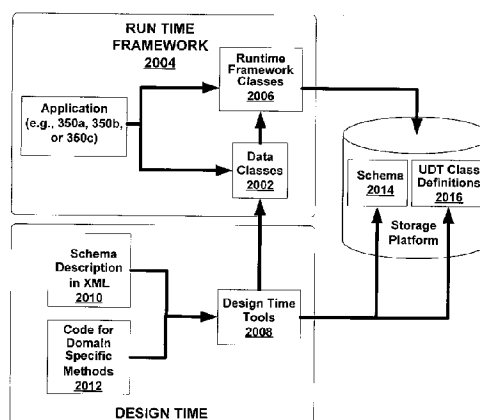 RUN TIME
FRAMEWORK
2004
Runtime
Framework
Classes
2006
Application
(e.g., 350a, 350b,
or 350c)
Data
Classes
2002
Schema
2014
UDT Class
Definitions
2016
Storage
Platform
Schema
Description
in XML
2010
Design Time
Tools
2008
Code for
Domain
Specific
Methods
2012
DESIGN TIME